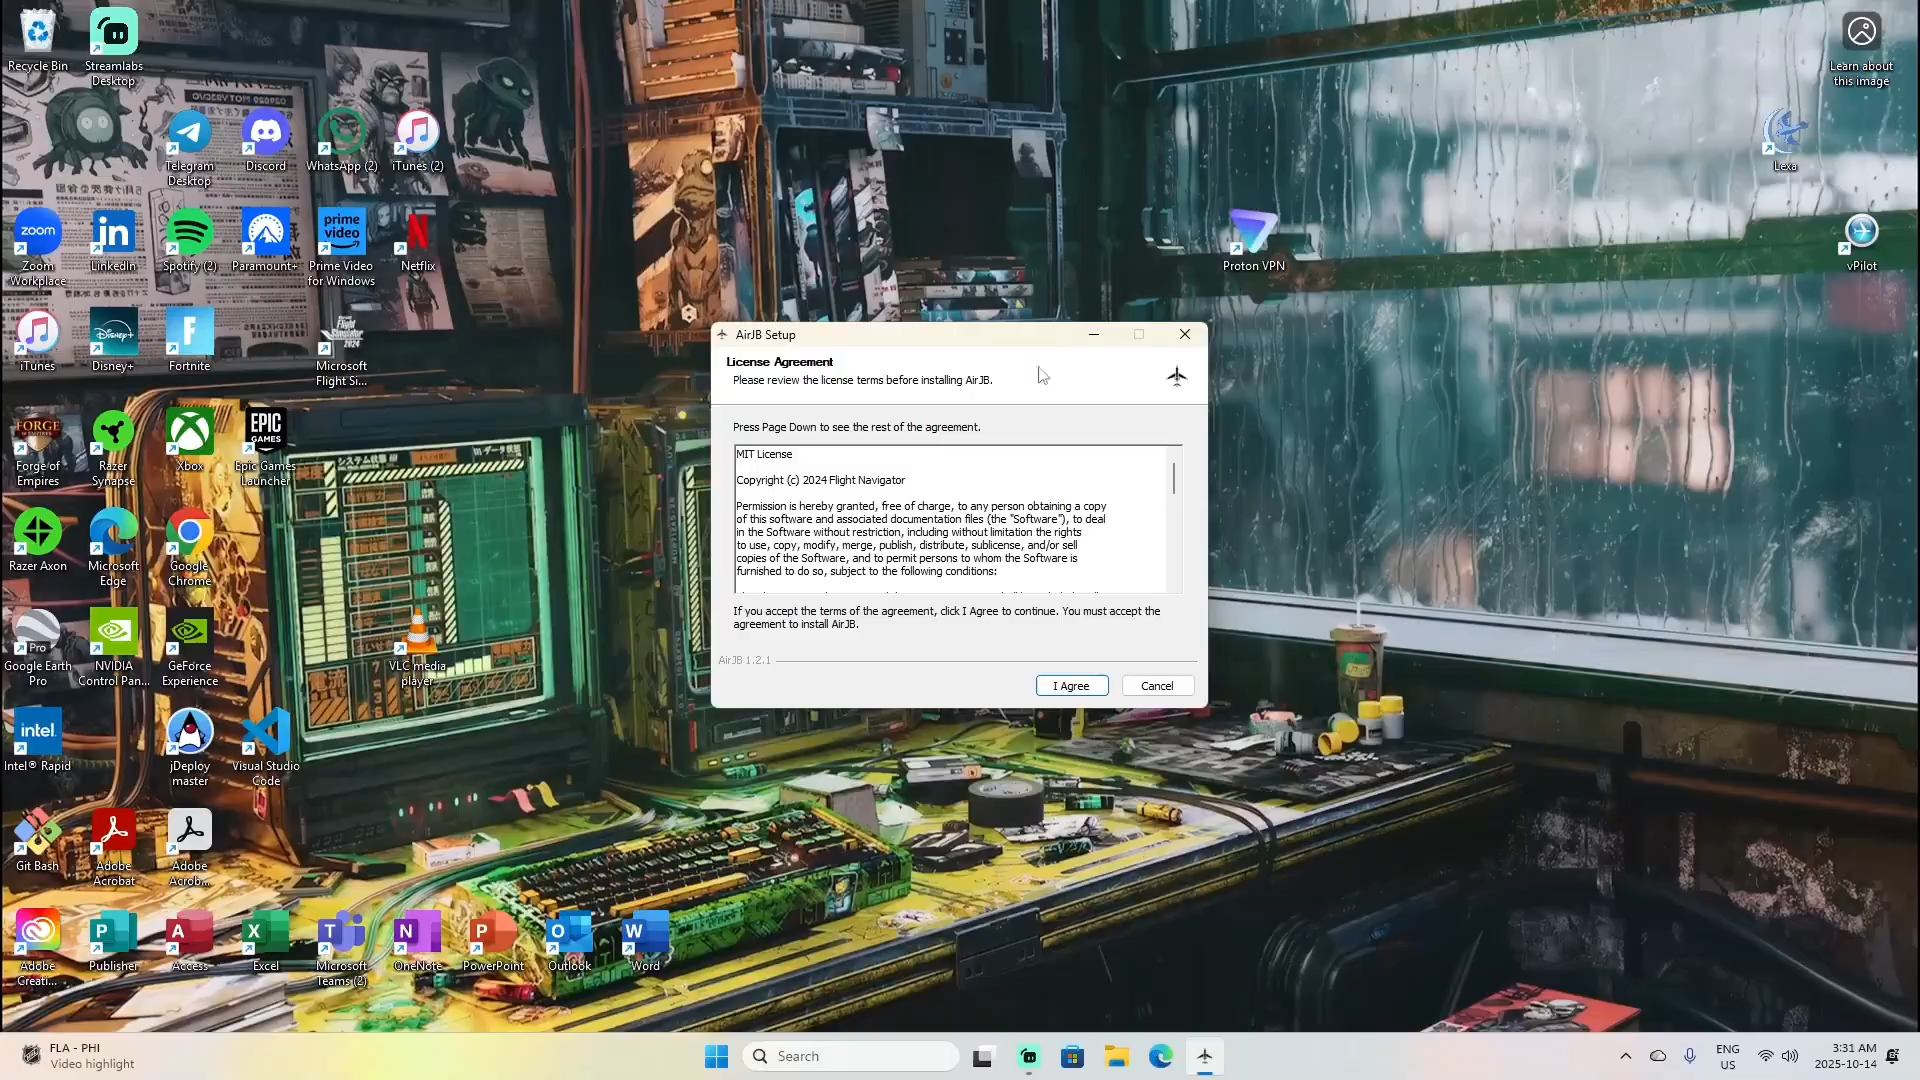 Recycle Bin
Streamlabs
Desktop
Learn about
this image
Telegram
Desktop
Discord
WhatsApp (2)
iTunes (2)
Lexa
zoom
Zoom
Workplace
in
LinkedIn
Spotify (2)
Paramount+
prime
video
Prime Video
for Windows
Netflix
Proton VPN
vPilot
iTunes
Disney+
Disney+
Fortnite
Microsoft
Flight Si...
AirJB Setup
License Agreement
Please review the license terms before installing AirJB.
Press Page Down to see the rest of the agreement.
MIT License
Copyright (c) 2024 Flight Navigator
Permission is hereby granted, free of charge, to any person obtaining a copy
of this software and associated documentation files (the "Software"), to deal
in the Software without restriction, including without limitation the rights
to use, copy, modify, merge, publish, distribute, sublicense, and/or sell
copies of the Software, and to permit persons to whom the Software is
furnished to do so, subject to the following conditions:
If you accept the terms of the agreement, click I Agree to continue. You must accept the
agreement to install AirJB.
AirJB 1.2.1
I Agree
Cancel
FORGE
Forge of
Empires
Razer
Synapse
Xbox
EPIC
GAMES
Epic Games
Launcher
Razer Axon
Microsoft
Edge
Google
Chrome
Pro
Google Earth
Pro
NVIDIA
Control Pan...
GeForce
Experience
VLC media
player
intel.
Intel® Rapid
jDeploy
master
Visual Studio
Code
Git Bash
Adobe
Acrobat
Adobe
Acrob...
Adobe
Creati...
Publisher
Access
Excel
Microsoft
Teams (2)
OneNote
PowerPoint
Outlook
Word
FLA - PHI
Video highlight
Search
ENG
US
3:31 AM
2025-10-14